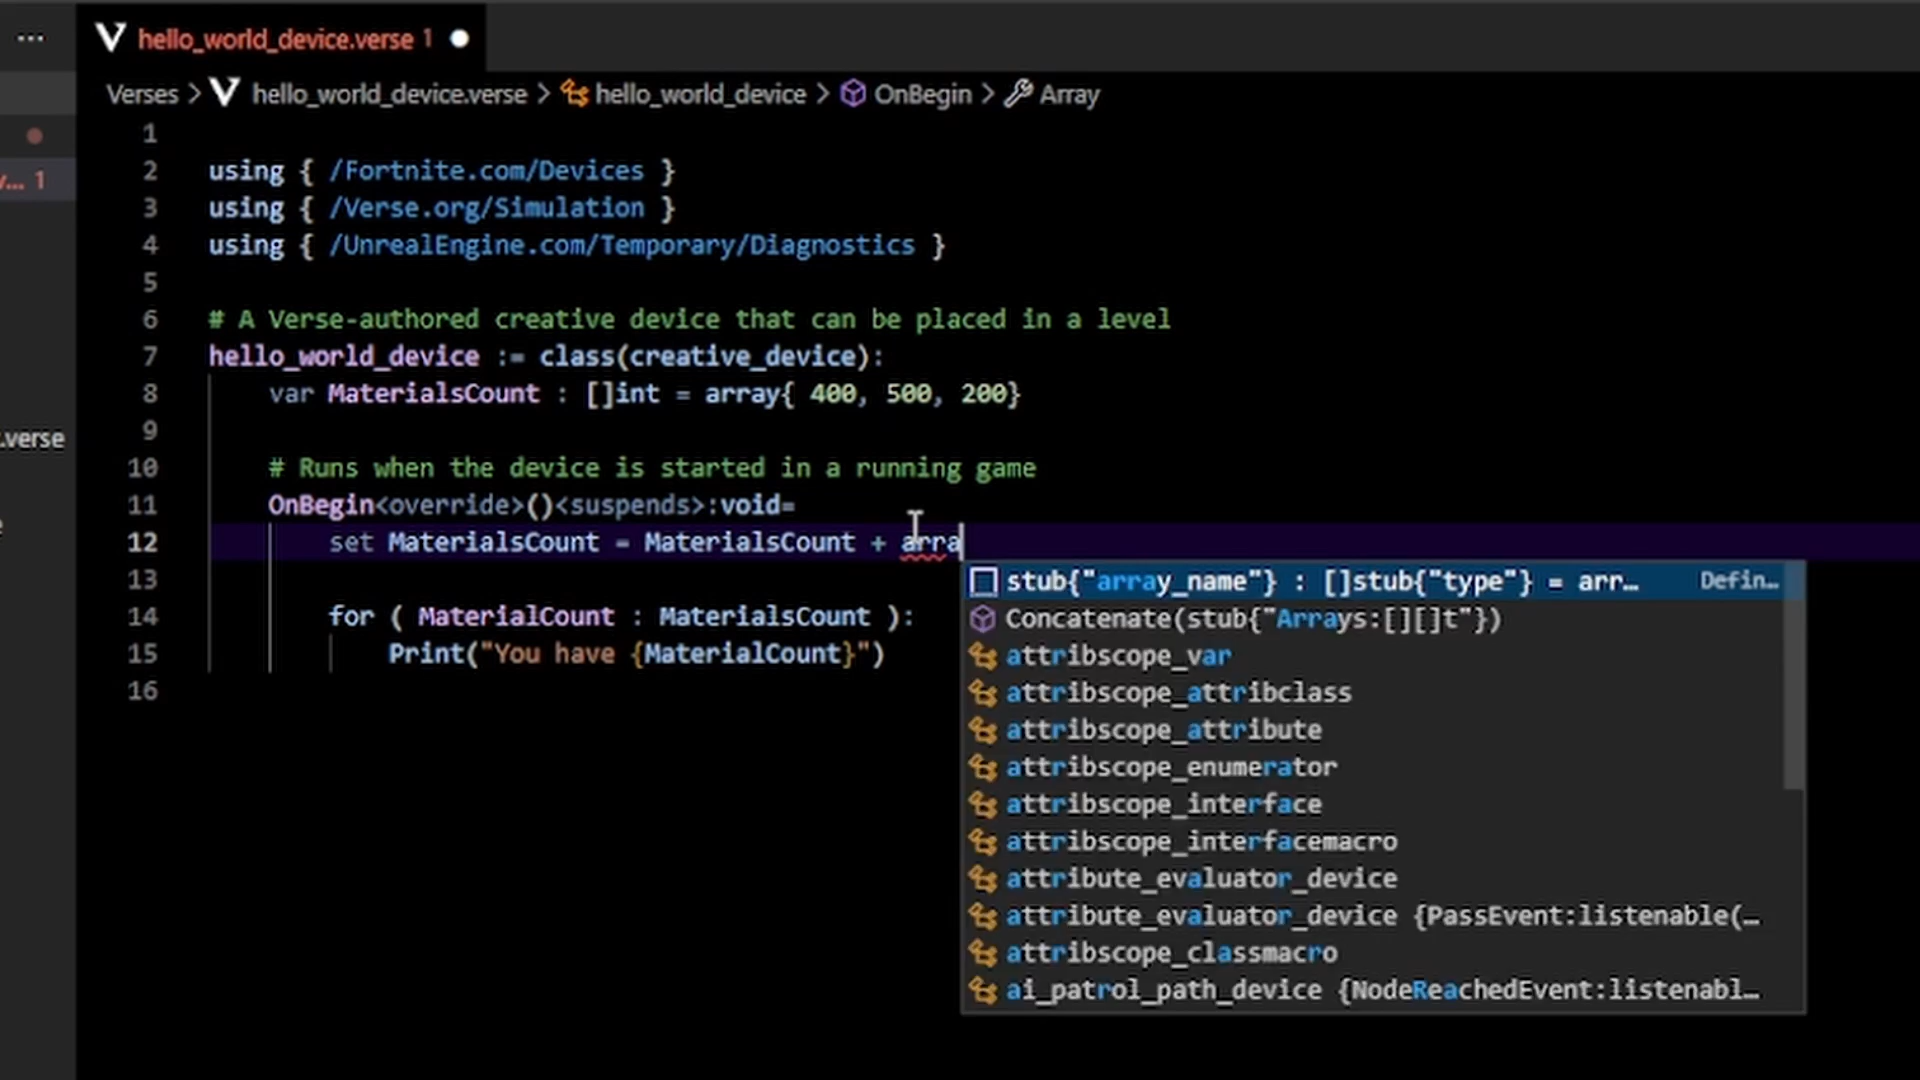 ... hello_world_device.verse 1
Verses > hello_world_device.verse > hello_world_device > OnBegin > Array
1
2 using { /Fortnite.com/Devices }
v... 1
3 using { /Verse.org/Simulation }
4 using { /UnrealEngine.com/Temporary/Diagnostics }
5
6 # A Verse-authored creative device that can be placed in a level
7 hello_world_device := class(creative_device):
8 var MaterialsCount : []int = array{ 400, 500, 200}
9
.verse
10 # Runs when the device is started in a running game
11 OnBegin<override>()<suspends>:void=
12 set MaterialsCount = MaterialsCount + arra
13
14 for ( MaterialCount : MaterialsCount ):
15 Print("You have {MaterialCount}")
16
stub{"array_name"} : []stub{"type"} = arr… Defin…
Concatenate(stub{"Arrays:[][]t"})
attribscope_var
attribscope_attribclass
attribscope_attribute
attribscope_enumerator
attribscope_interface
attribscope_interfacemacro
attribute_evaluator_device
attribute_evaluator_device {PassEvent:listenable(…
attribscope_classmacro
ai_patrol_path_device {NodeReachedEvent:listenabl…